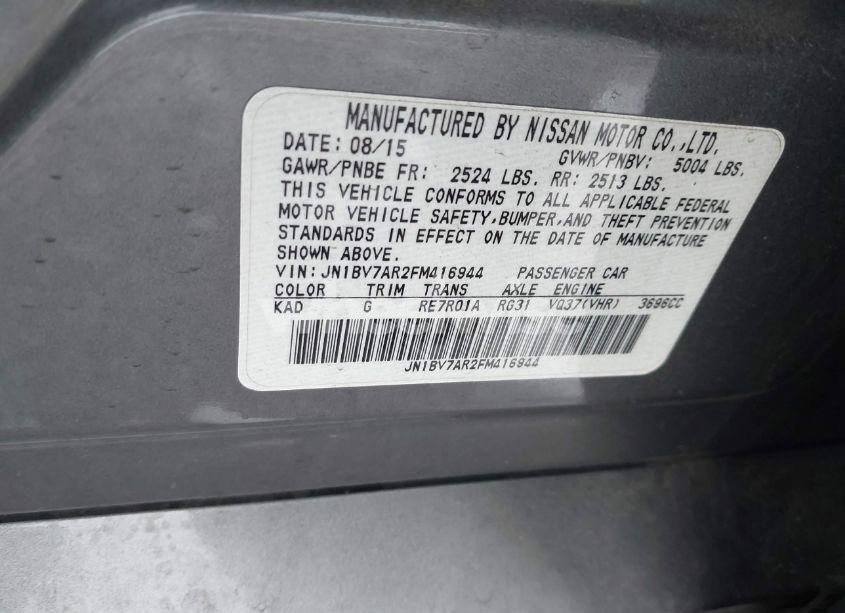 MANUFACTURED BY NISSAN MOTOR CO.,LTD.
DATE: 08/15 GVWR/PNBV: 5004 LBS.
GAWR/PNBE FR: 2524 LBS. RR: 2513 LBS.
THIS VEHICLE CONFORMS TO ALL APPLICABLE FEDERAL
MOTOR VEHICLE SAFETY,BUMPER,AND THEFT PREVENTION
STANDARDS IN EFFECT ON THE DATE OF MANUFACTURE
SHOWN ABOVE.
VIN:JN1BV7AR2FM416944 PASSENGER CAR
COLOR TRIM TRANS AXLE ENGINE
KAD G RE7R01A RG31 VQ37(VHR) 3696CC
JN1BV7AR2FM416944